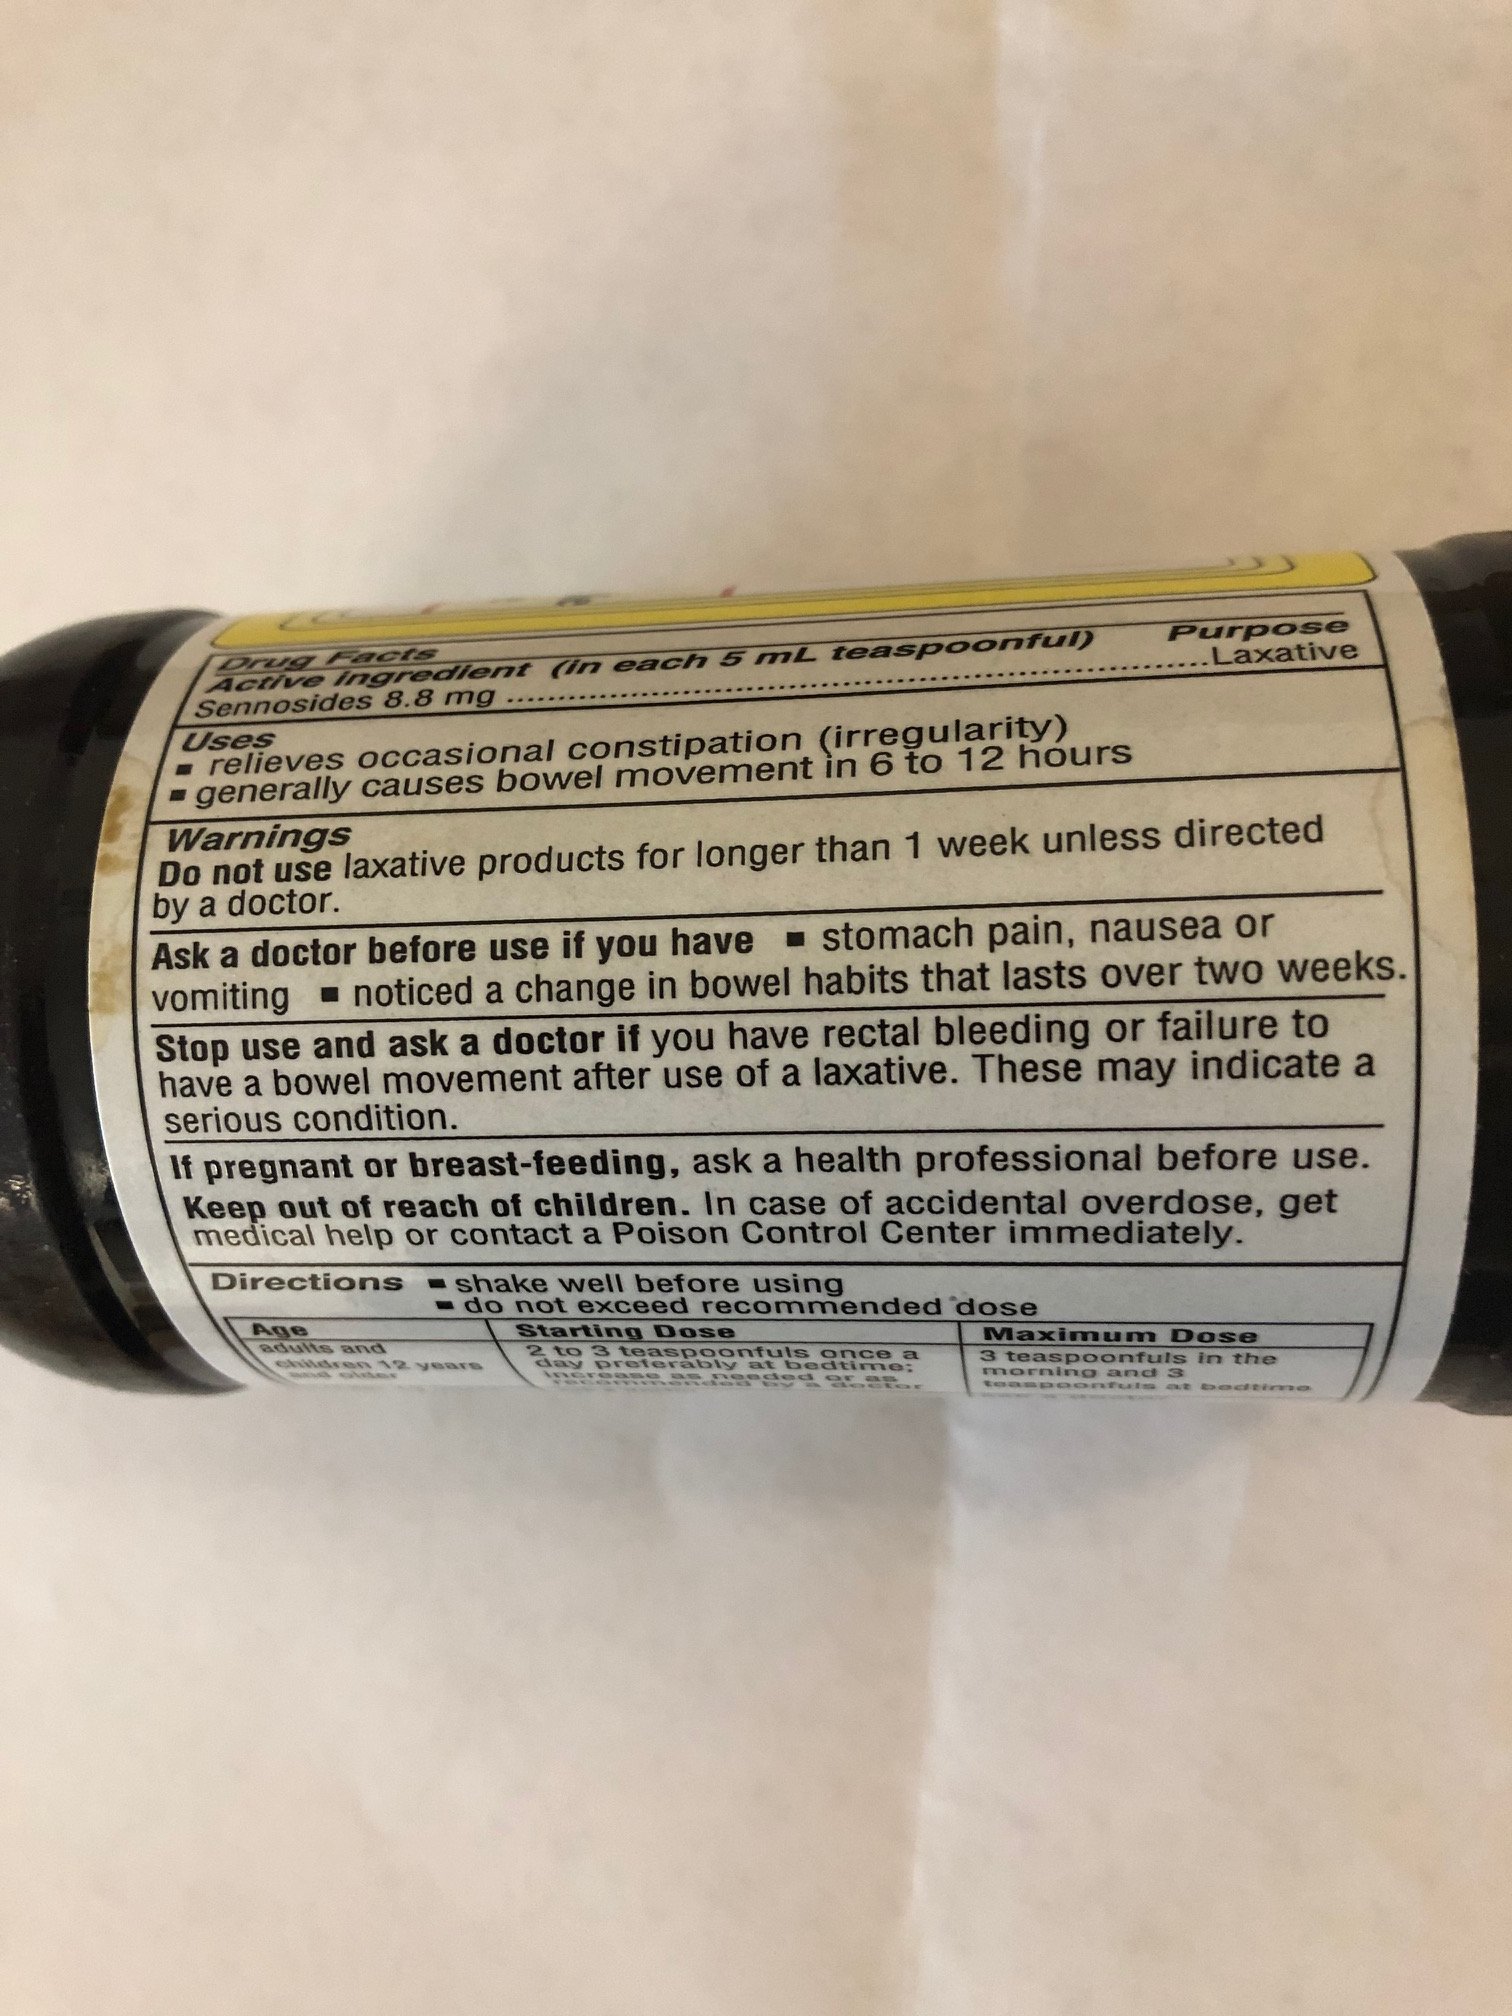 Drug Facts
Active ingredient (in each 5 mL teaspoonful) Purpose
Sennosides 8.8 mg ..........Laxative
Uses
▪ relieves occasional constipation (irregularity)
▪ generally causes bowel movement in 6 to 12 hours
Warnings
Do not use laxative products for longer than 1 week unless directed
by a doctor.
Ask a doctor before use if you have ▪ stomach pain, nausea or
vomiting ▪ noticed a change in bowel habits that lasts over two weeks.
Stop use and ask a doctor if you have rectal bleeding or failure to
have a bowel movement after use of a laxative. These may indicate a
serious condition.
If pregnant or breast-feeding, ask a health professional before use.
Keep out of reach of children. In case of accidental overdose, get
medical help or contact a Poison Control Center immediately.
Directions ▪ shake well before using
▪ do not exceed recommended dose
Age Starting Dose Maximum Dose
adults and 2 to 3 teaspoonfuls once a 3 teaspoonfuls in the
children 12 years day preferably at bedtime; morning and 3
and older increase as needed or as teaspoonfuls at bedtime
recommended by a doctor